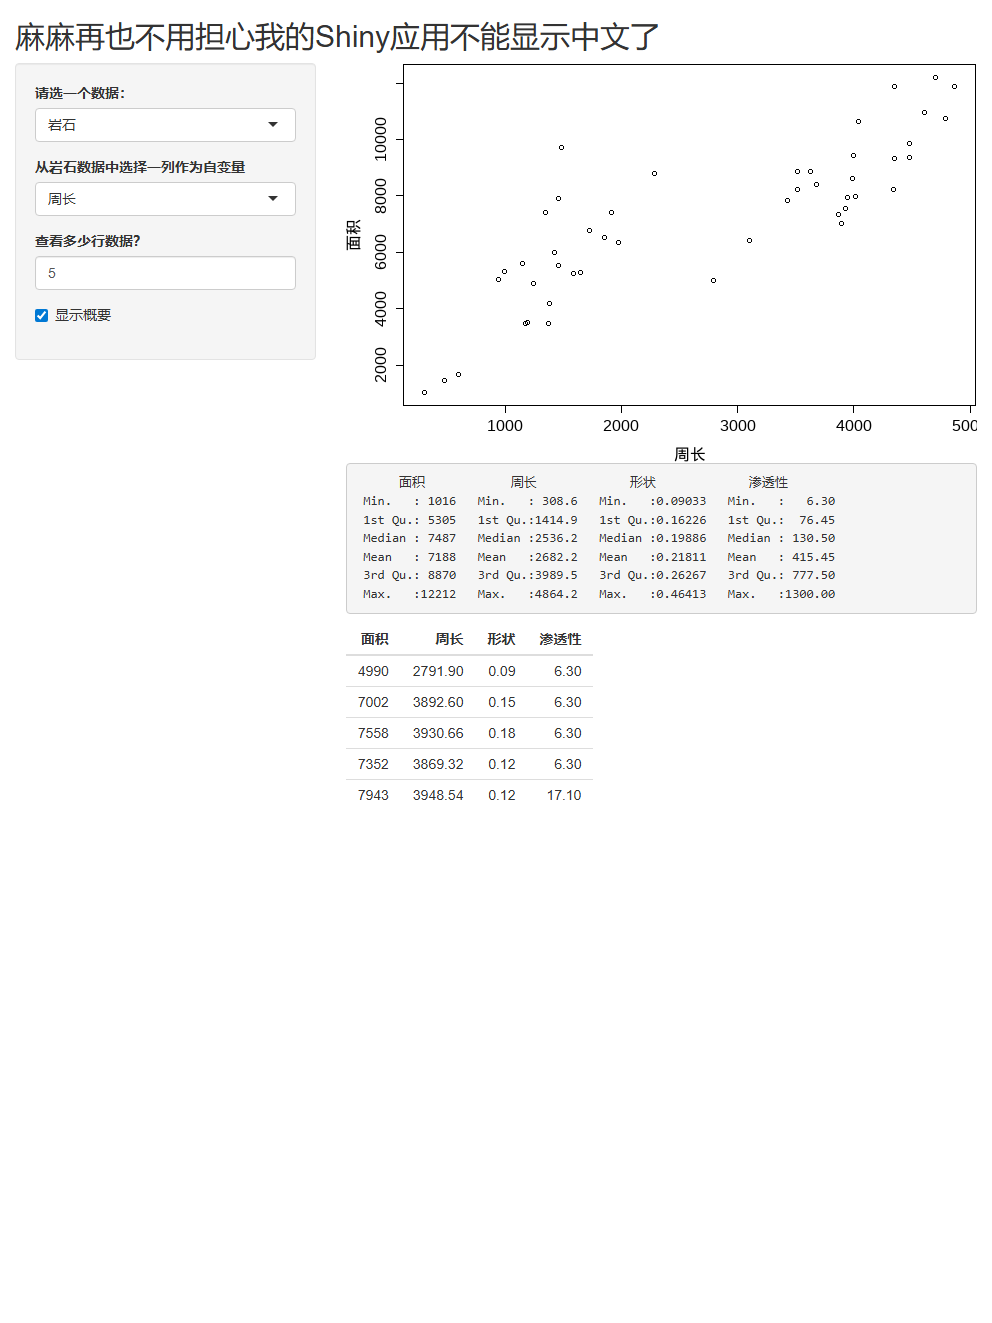 麻麻再也不用担心我的Shiny应用不能显示中文了
请选一个数据：
岩石
从岩石数据中选择一列作为自变量
周长
查看多少行数据？
5
显示概要
面积
10000
8000
6000
4000
2000
1000 2000 3000 4000 500
周长
面积 周长 形状 渗透性
Min. : 1016 Min. : 308.6 Min. :0.09033 Min. : 6.30
1st Qu.: 5305 1st Qu.:1414.9 1st Qu.:0.16226 1st Qu.: 76.45
Median : 7487 Median :2536.2 Median :0.19886 Median : 130.50
Mean : 7188 Mean :2682.2 Mean :0.21811 Mean : 415.45
3rd Qu.: 8870 3rd Qu.:3989.5 3rd Qu.:0.26267 3rd Qu.: 777.50
Max. :12212 Max. :4864.2 Max. :0.46413 Max. :1300.00
面积 周长 形状 渗透性
4990 2791.90 0.09 6.30
7002 3892.60 0.15 6.30
7558 3930.66 0.18 6.30
7352 3869.32 0.12 6.30
7943 3948.54 0.12 17.10